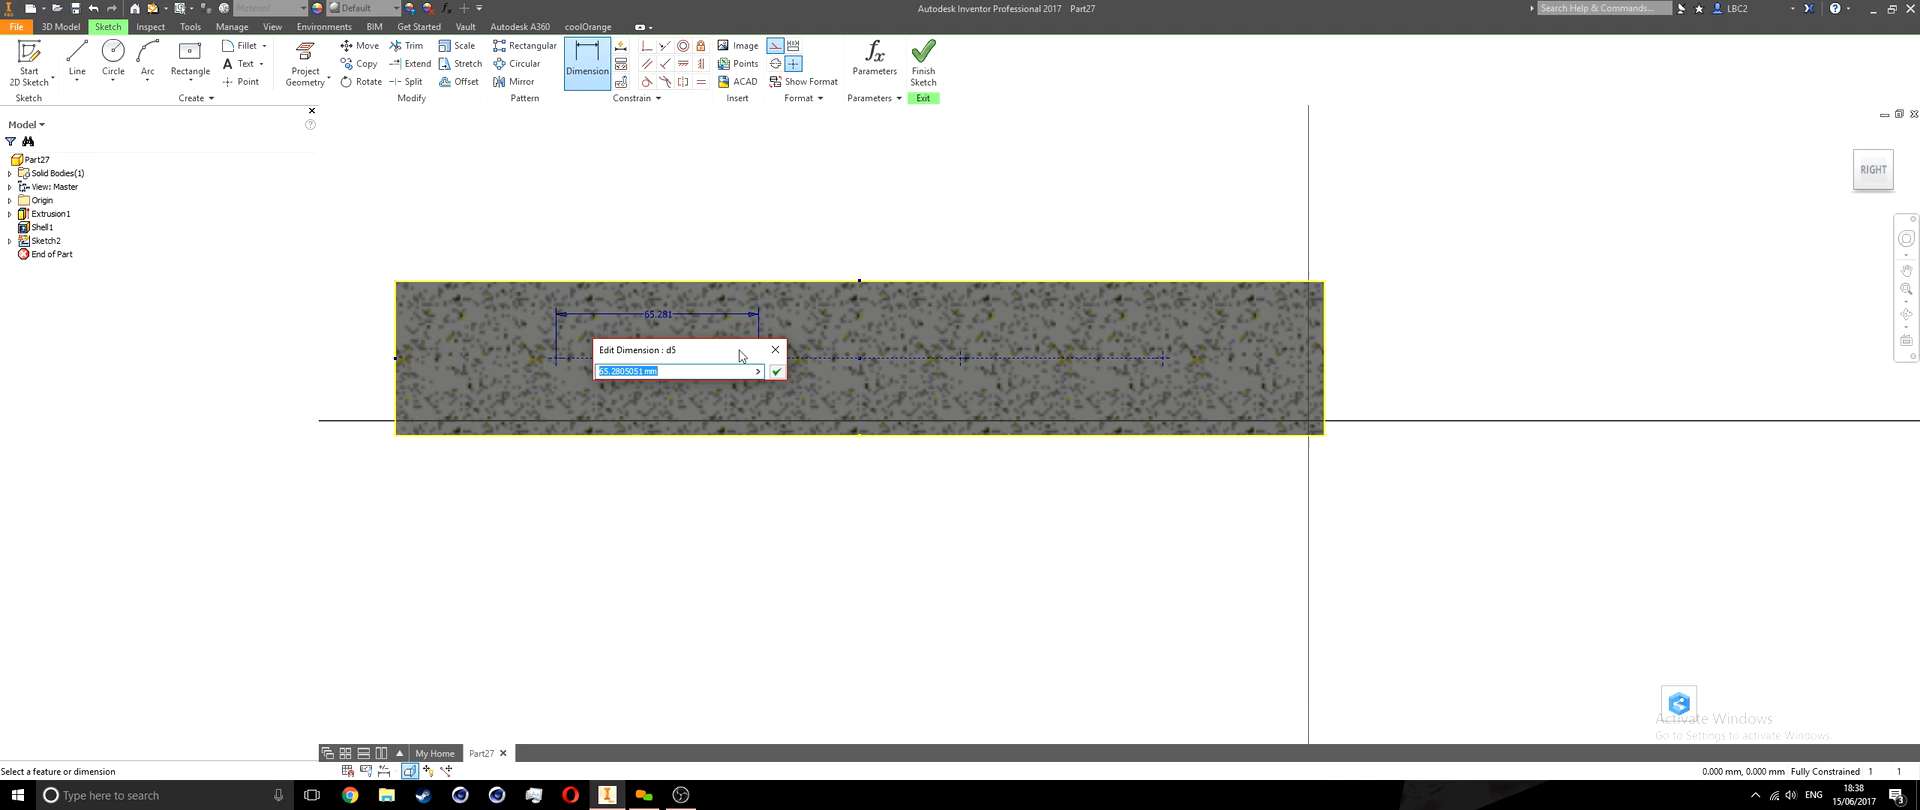 Material
Default
Autodesk Inventor Professional 2017 Part27
Search Help & Commands...
LBC2
File 3D Model Sketch Inspect Tools Manage View Environments BIM Get Started Vault Autodesk A360 coolOrange
Start
2D Sketch
Line
Circle
Arc
Rectangle
Fillet
Text
Point
Project
Geometry
Move Trim Scale
Copy Extend Stretch
Rotate Split Offset
Rectangular
Circular
Mirror
Dimension
Image
Points
ACAD
Show Format
Parameters
Finish
Sketch
Sketch
Create
Modify
Pattern
Constrain
Insert
Format
Parameters
Exit
Model
Part27
Solid Bodies(1)
View: Master
Origin
Extrusion1
Shell1
Sketch2
End of Part
RIGHT
65.281
Edit Dimension : d5
65.2805051 mm
Activate Windows
Go to Settings to activate Windows.
My Home Part27
Select a feature or dimension
0.000 mm, 0.000 mm Fully Constrained 1 1
Type here to search
ENG
18:38
15/06/2017
3